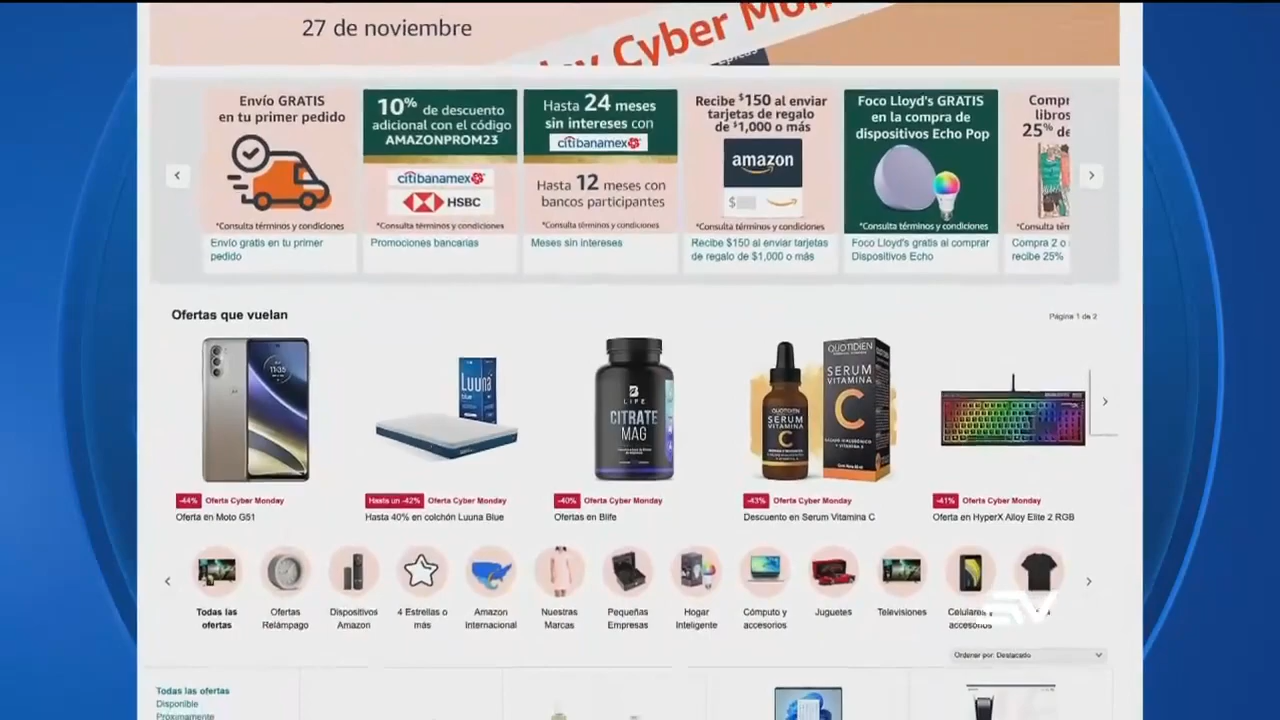 27 de noviembre
Cyber Mon
Envío GRATIS
en tu primer pedido
*Consulta términos y condiciones
Envío gratis en tu primer
pedido
10% de descuento
adicional con el código
AMAZONPROM23
citibanamex
HSBC
*Consulta términos y condiciones
Promociones bancarias
Hasta 24 meses
sin intereses con
citibanamex
Hasta 12 meses con
bancos participantes
*Consulta términos y condiciones
Meses sin intereses
Recibe $150 al enviar
tarjetas de regalo
de $1,000 o más
amazon
$
*Consulta términos y condiciones
Recibe $150 al enviar tarjetas
de regalo de $1,000 o más
Foco Lloyd's GRATIS
en la compra de
dispositivos Echo Pop
*Consulta términos y condiciones
Foco Lloyd's gratis al comprar
Dispositivos Echo
Compr
libros
25% de
*Consulta térm
Compra 2 o
recibe 25%
Ofertas que vuelan
Página 1 de 2
11:35
Luuna
blue
B
LIFE
CITRATE
MAG
QUOTIDIEN
SERUM
VITAMINA
C
QUOTIDIEN
SERUM
VITAMINA
C
-44% Oferta Cyber Monday
Oferta en Moto G51
Hasta un -42% Oferta Cyber Monday
Hasta 40% en colchón Luuna Blue
-40% Oferta Cyber Monday
Ofertas en Blife
-43% Oferta Cyber Monday
Descuento en Serum Vitamina C
-41% Oferta Cyber Monday
Oferta en HyperX Alloy Elite 2 RGB
Todas las
ofertas
Ofertas
Relámpago
Dispositivos
Amazon
4 Estrellas o
más
Amazon
Internacional
Nuestras
Marcas
Pequeñas
Empresas
Hogar
Inteligente
Cómputo y
accesorios
Juguetes
Televisiones
Celulares y
accesorios
Ordenar por: Destacado
Todas las ofertas
Disponible
Próximamente